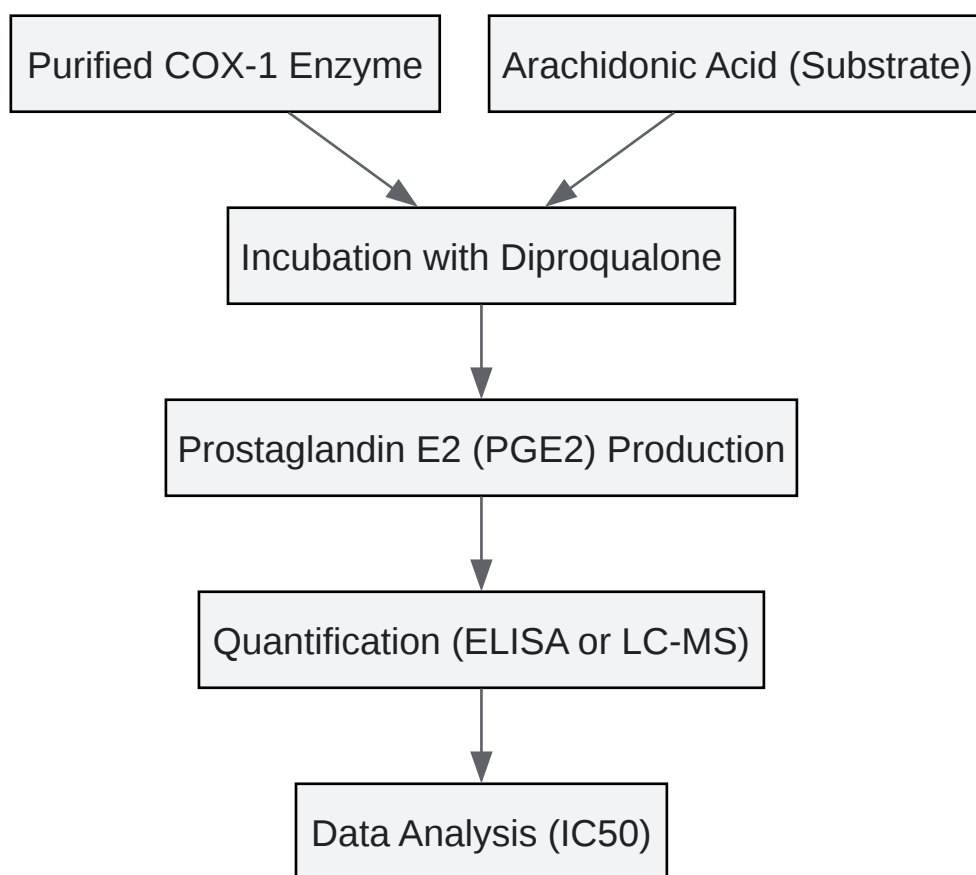 Purified COX-1 Enzyme
Arachidonic Acid (Substrate)
Incubation with Diproqualone
Prostaglandin E2 (PGE2) Production
Quantification (ELISA or LC-MS)
Data Analysis (IC50)